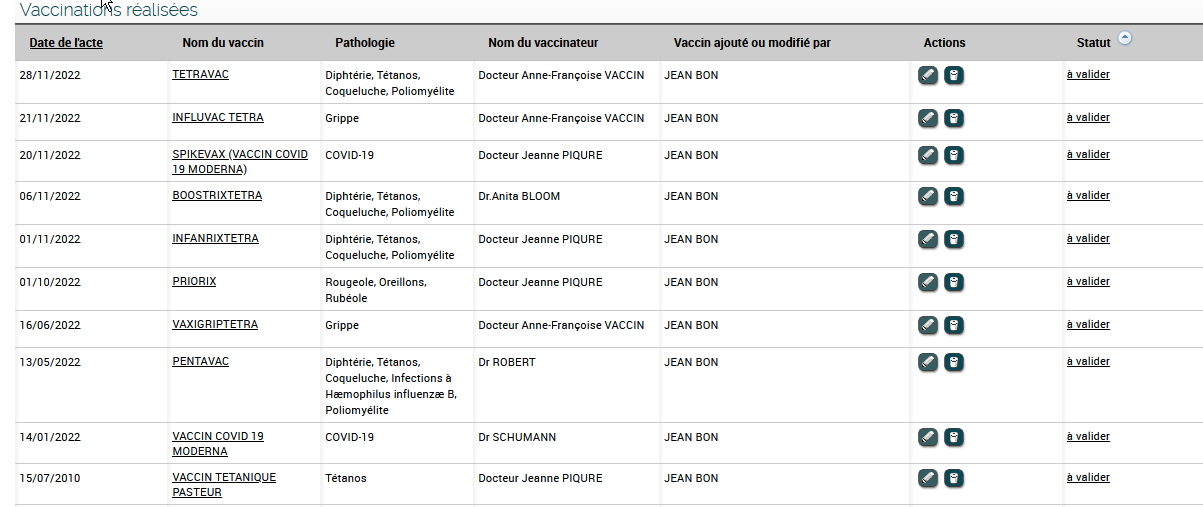 Vaccinations réalisées
Date de l'acte Nom du vaccin Pathologie Nom du vaccinateur Vaccin ajouté ou modifié par Actions Statut
28/11/2022 TETRAVAC Diphtérie, Tétanos, Docteur Anne-Françoise VACCIN JEAN BON à valider
Coqueluche, Poliomyélite
21/11/2022 INFLUVAC TETRA Grippe Docteur Anne-Françoise VACCIN JEAN BON à valider
20/11/2022 SPIKEVAX (VACCIN COVID COVID-19 Docteur Jeanne PIQURE JEAN BON à valider
19 MODERNA)
06/11/2022 BOOSTRIXTETRA Diphtérie, Tétanos, Dr.Anita BLOOM JEAN BON à valider
Coqueluche, Poliomyélite
01/11/2022 INFANRIXTETRA Diphtérie, Tétanos, Docteur Jeanne PIQURE JEAN BON à valider
Coqueluche, Poliomyélite
01/10/2022 PRIORIX Rougeole, Oreillons, Docteur Jeanne PIQURE JEAN BON à valider
Rubéole
16/06/2022 VAXIGRIPTETRA Grippe Docteur Anne-Françoise VACCIN JEAN BON à valider
13/05/2022 PENTAVAC Diphtérie, Tétanos, Dr ROBERT JEAN BON à valider
Coqueluche, Infections à
Hæmophilus influenzæ B,
Poliomyélite
14/01/2022 VACCIN COVID 19 COVID-19 Dr SCHUMANN JEAN BON à valider
MODERNA
15/07/2010 VACCIN TETANIQUE Tétanos Docteur Jeanne PIQURE JEAN BON à valider
PASTEUR